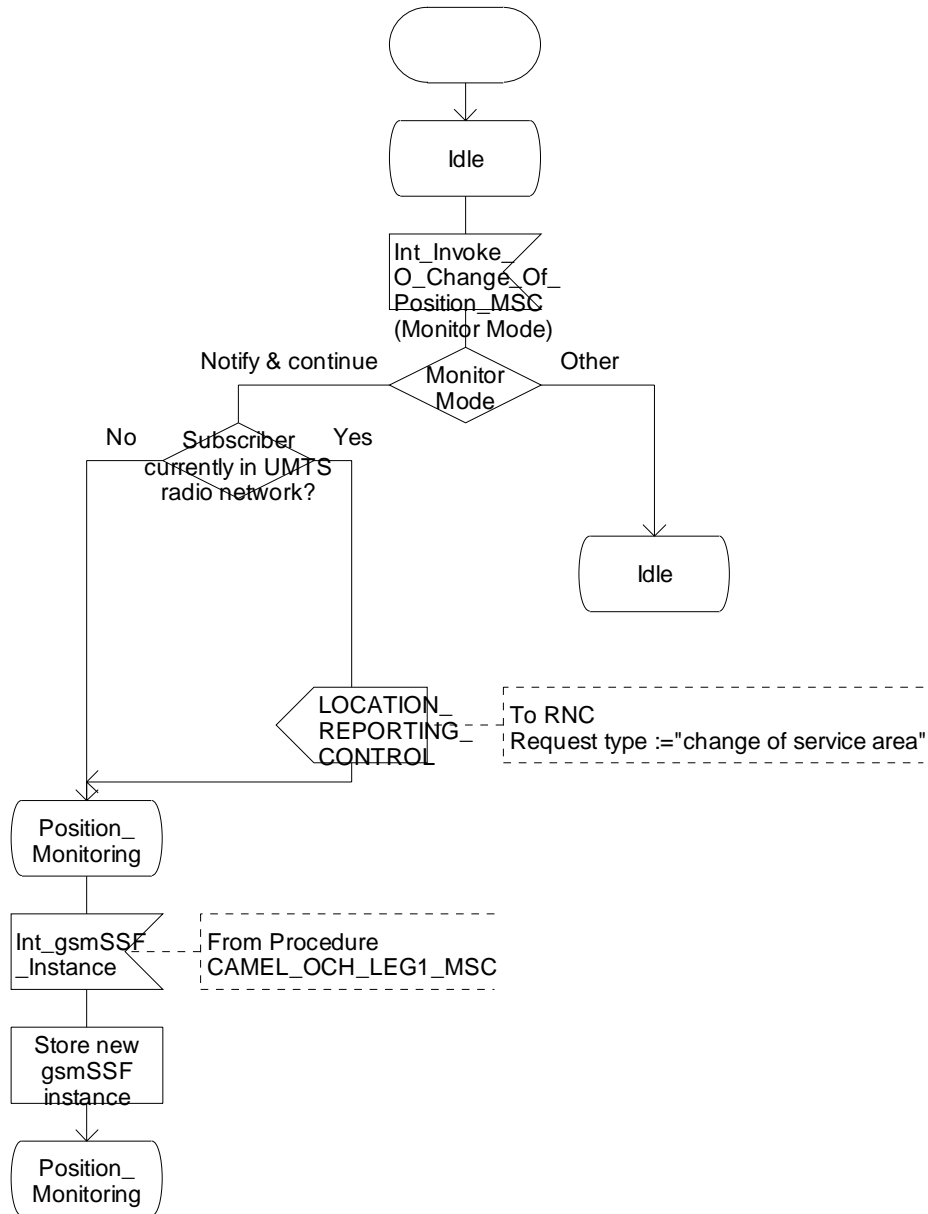 Idle
Int_Invoke_
O_Change_Of_
Position_MSC
(Monitor Mode)
Notify & continue
Monitor
Mode
Other
No
Subscriber
currently in UMTS
radio network?
Yes
Idle
LOCATION_
REPORTING_
CONTROL
To RNC
Request type :="change of service area"
Position_
Monitoring
Int_gsmSSF
_Instance
From Procedure
CAMEL_OCH_LEG1_MSC
Store new
gsmSSF
instance
Position_
Monitoring